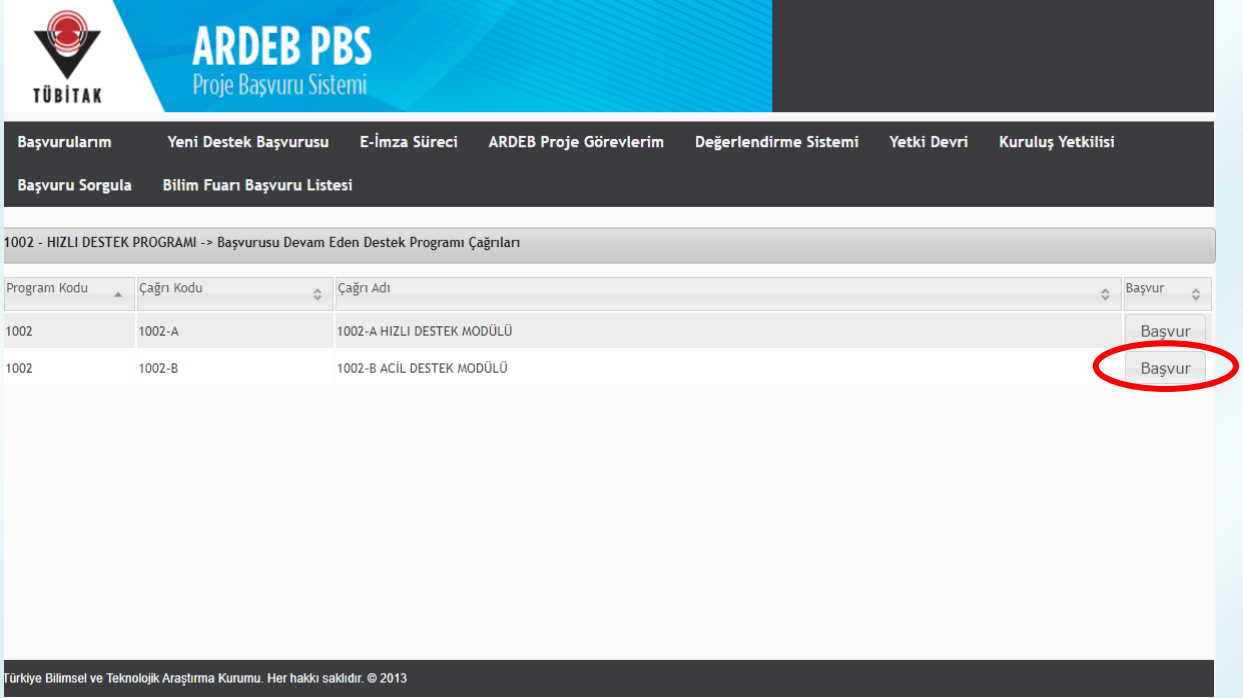 TÜBİTAK
ARDEB PBS
Proje Başvuru Sistemi
Başvurularım Yeni Destek Başvurusu E-İmza Süreci ARDEB Proje Görevlerim Değerlendirme Sistemi Yetki Devri Kuruluş Yetkilisi
Başvuru Sorgula Bilim Fuarı Başvuru Listesi
1002 - HIZLI DESTEK PROGRAMI -> Başvurusu Devam Eden Destek Programı Çağrıları
Program Kodu Çağrı Kodu Çağrı Adı Başvur
1002 1002-A 1002-A HIZLI DESTEK MODÜLÜ Başvur
1002 1002-B 1002-B ACİL DESTEK MODÜLÜ Başvur
Türkiye Bilimsel ve Teknolojik Araştırma Kurumu. Her hakkı saklıdır. © 2013